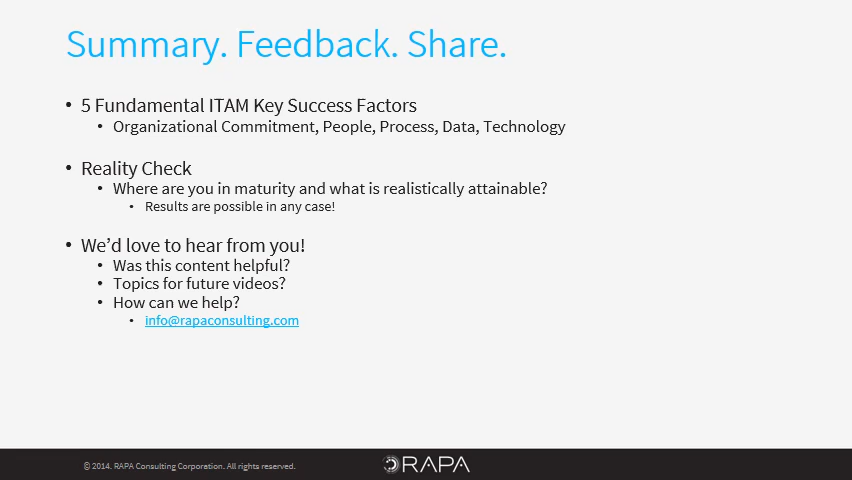 Summary. Feedback. Share.
• 5 Fundamental ITAM Key Success Factors
• Organizational Commitment, People, Process, Data, Technology
• Reality Check
• Where are you in maturity and what is realistically attainable?
• Results are possible in any case!
• We’d love to hear from you!
• Was this content helpful?
• Topics for future videos?
• How can we help?
• info@rapaconsulting.com
© 2014. RAPA Consulting Corporation. All rights reserved.
RAPA